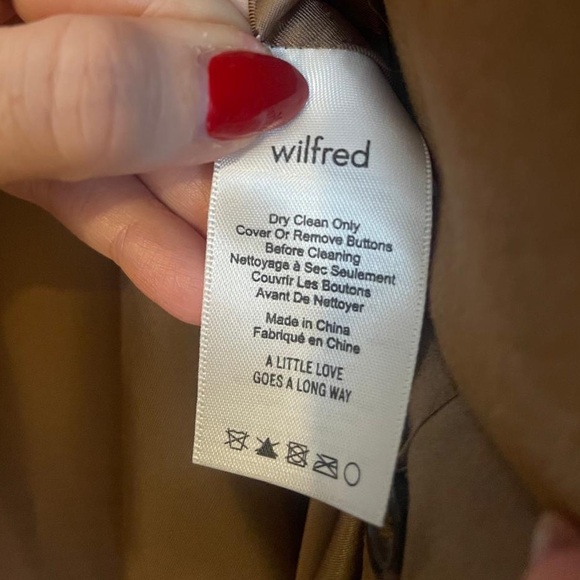 wilfred
Dry Clean Only
Cover Or Remove Buttons
Before Cleaning
Nettoyage à Sec Seulement
Couvrir Les Boutons
Avant De Nettoyer
Made in China
Fabriqué en Chine
A LITTLE LOVE
GOES A LONG WAY